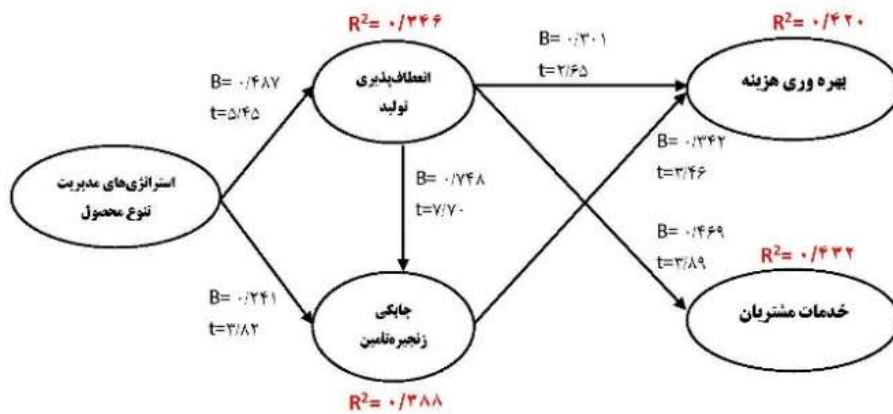 R²= ۰/۳۴۶
R²= ۰/۴۲۰
B= ۰/۳۰۱
t=۲/۶۵
انعطاف‌پذیری
تولید
بهره وری هزینه
B= ۰/۴۸۷
t=۵/۴۵
B= ۰/۳۴۲
t=۳/۴۶
استراتژی‌های مدیریت
تنوع محصول
B= ۰/۷۴۸
t=۷/۷۰
B= ۰/۴۶۹
t=۳/۸۹
R²= ۰/۴۳۲
B= ۰/۲۴۱
t=۳/۸۲
چابکی
زنجیره‌تأمین
خدمات مشتریان
R²= ۰/۳۸۸